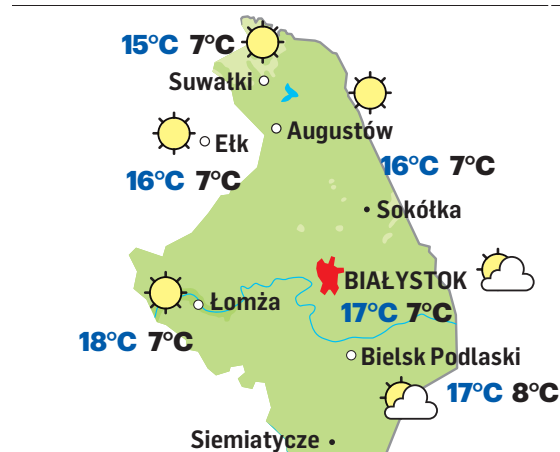 15°C 7°C
Suwałki
Augustów
Ełk
16°C 7°C
16°C 7°C
Sokółka
BIAŁYSTOK
17°C 7°C
Łomża
18°C 7°C
Bielsk Podlaski
17°C 8°C
Siemiatycze